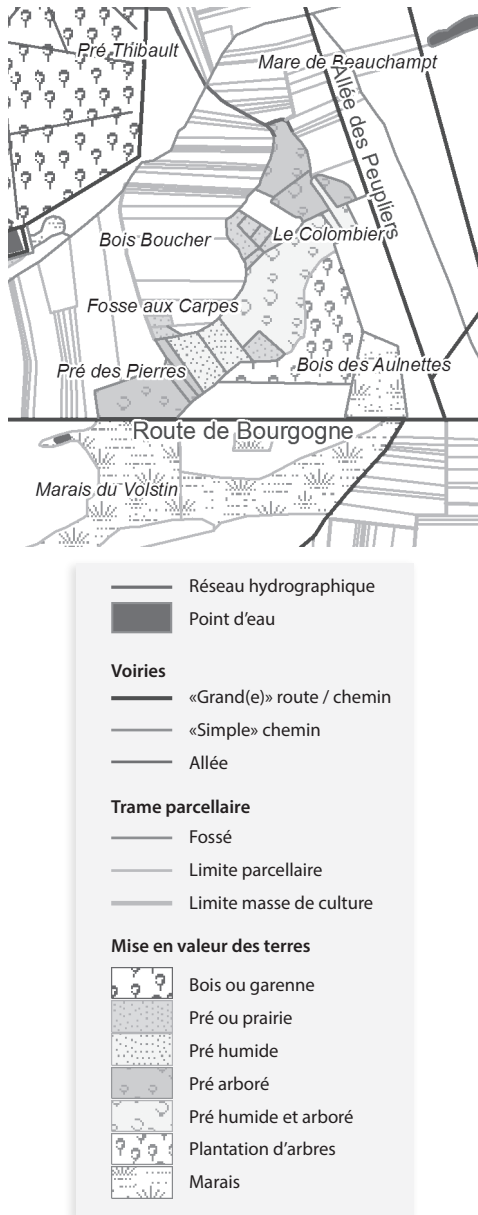 Pré Thibault
Mare de Beauchampt
Allée des Peupliers
Bois Boucher
Le Colombiers
Fosse aux Carpes
Pré des Pierres
Bois des Aulnettes
Route de Bourgogne
Marais du Volstin
Réseau hydrographique
Point d'eau
Voiries
«Grand(e)» route / chemin
«Simple» chemin
Allée
Trame parcellaire
Fossé
Limite parcellaire
Limite masse de culture
Mise en valeur des terres
Bois ou garenne
Pré ou prairie
Pré humide
Pré arboré
Pré humide et arboré
Plantation d'arbres
Marais